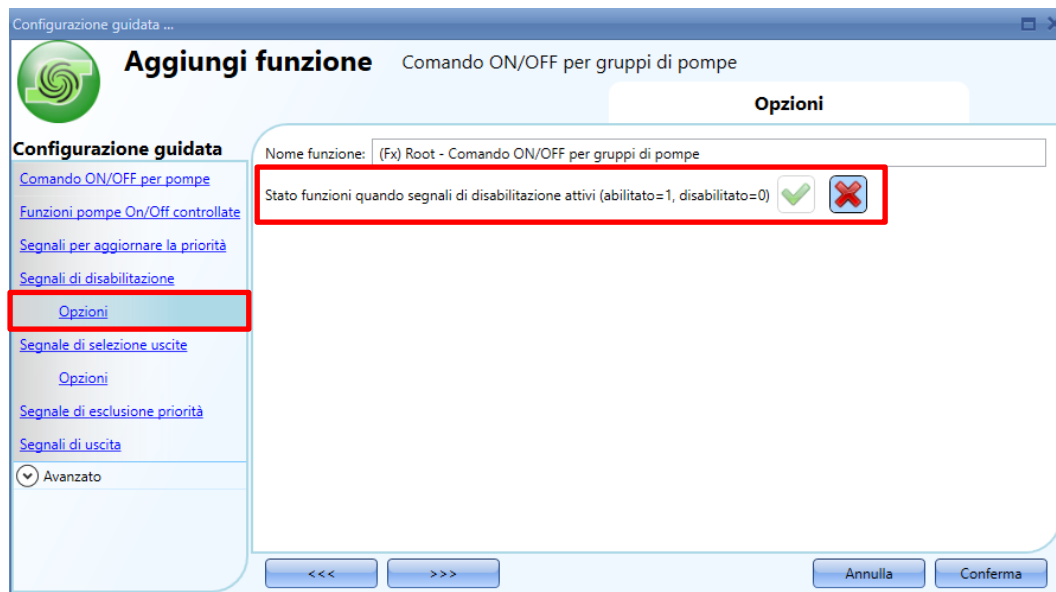 Configurazione guidata ...
Aggiungi funzione Comando ON/OFF per gruppi di pompe
Opzioni
Configurazione guidata
Comando ON/OFF per pompe
Funzioni pompe On/Off controllate
Segnali per aggiornare la priorità
Segnali di disabilitazione
Opzioni
Segnale di selezione uscite
Opzioni
Segnale di esclusione priorità
Segnali di uscita
Avanzato
Nome funzione: (Fx) Root - Comando ON/OFF per gruppi di pompe
Stato funzioni quando segnali di disabilitazione attivi (abilitato=1, disabilitato=0)
<<< >>> Annulla Conferma